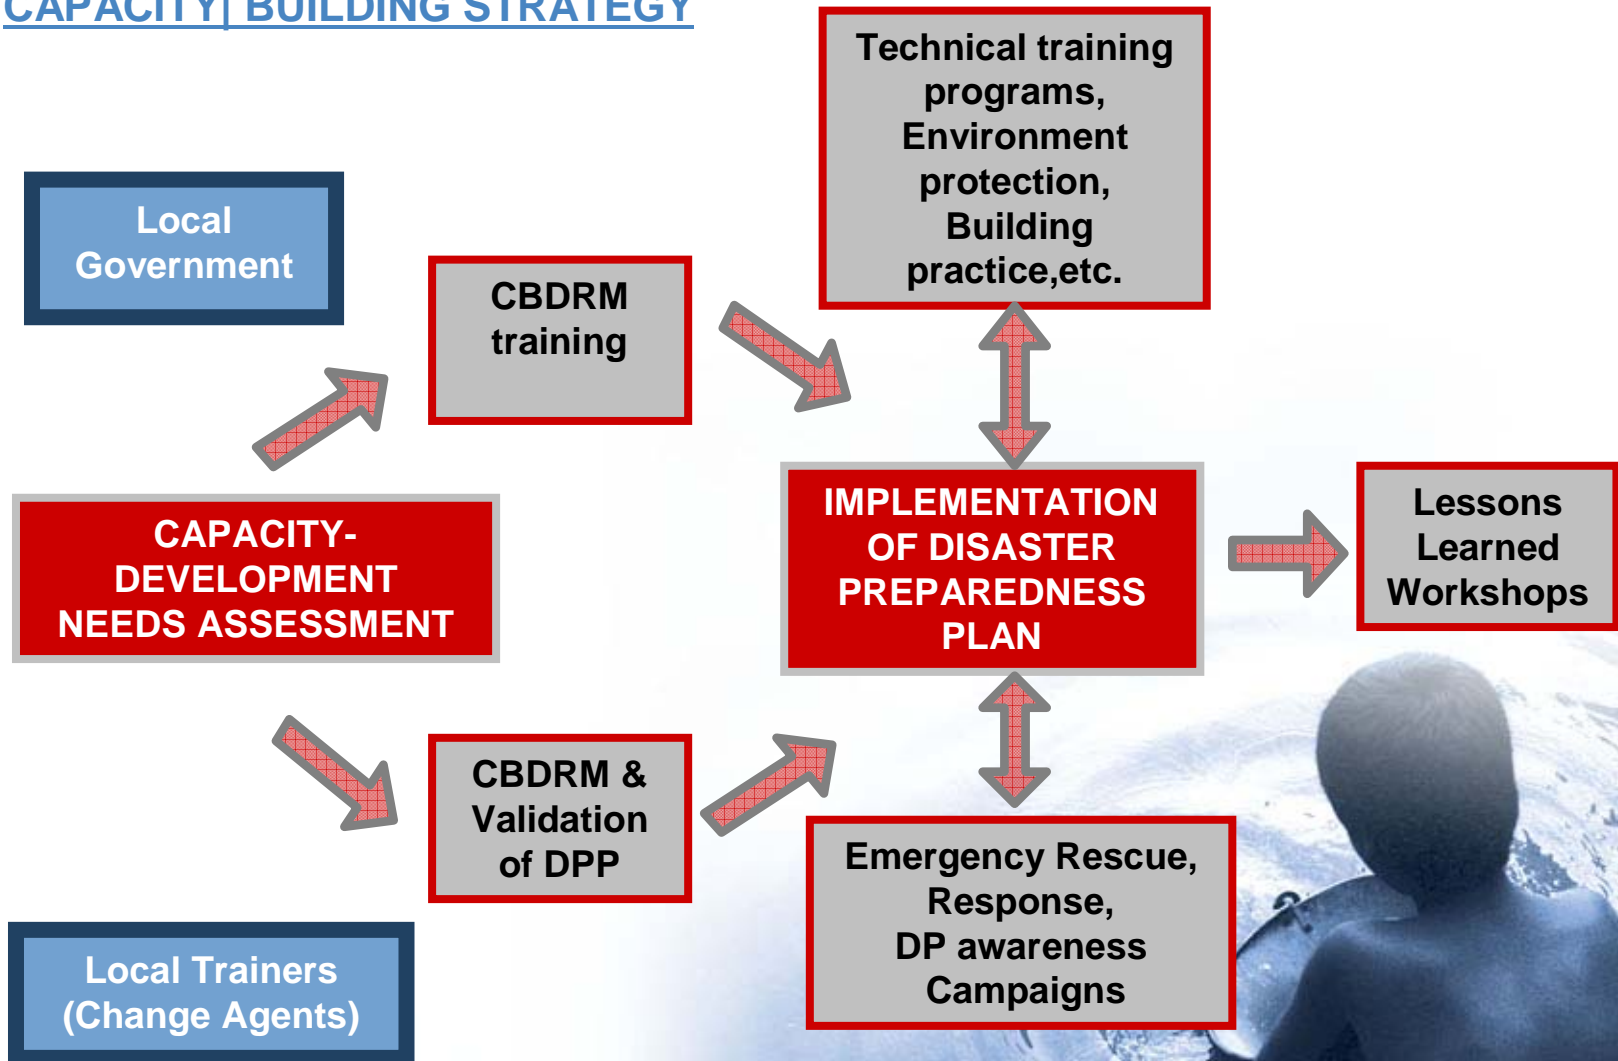 CAPACITY| BUILDING STRATEGY
Technical training
programs,
Environment
protection,
Building
practice,etc.
Local
Government
CBDRM
training
CAPACITY-
DEVELOPMENT
NEEDS ASSESSMENT
IMPLEMENTATION
OF DISASTER
PREPAREDNESS
PLAN
Lessons
Learned
Workshops
CBDRM &
Validation
of DPP
Emergency Rescue,
Response,
DP awareness
Campaigns
Local Trainers
(Change Agents)